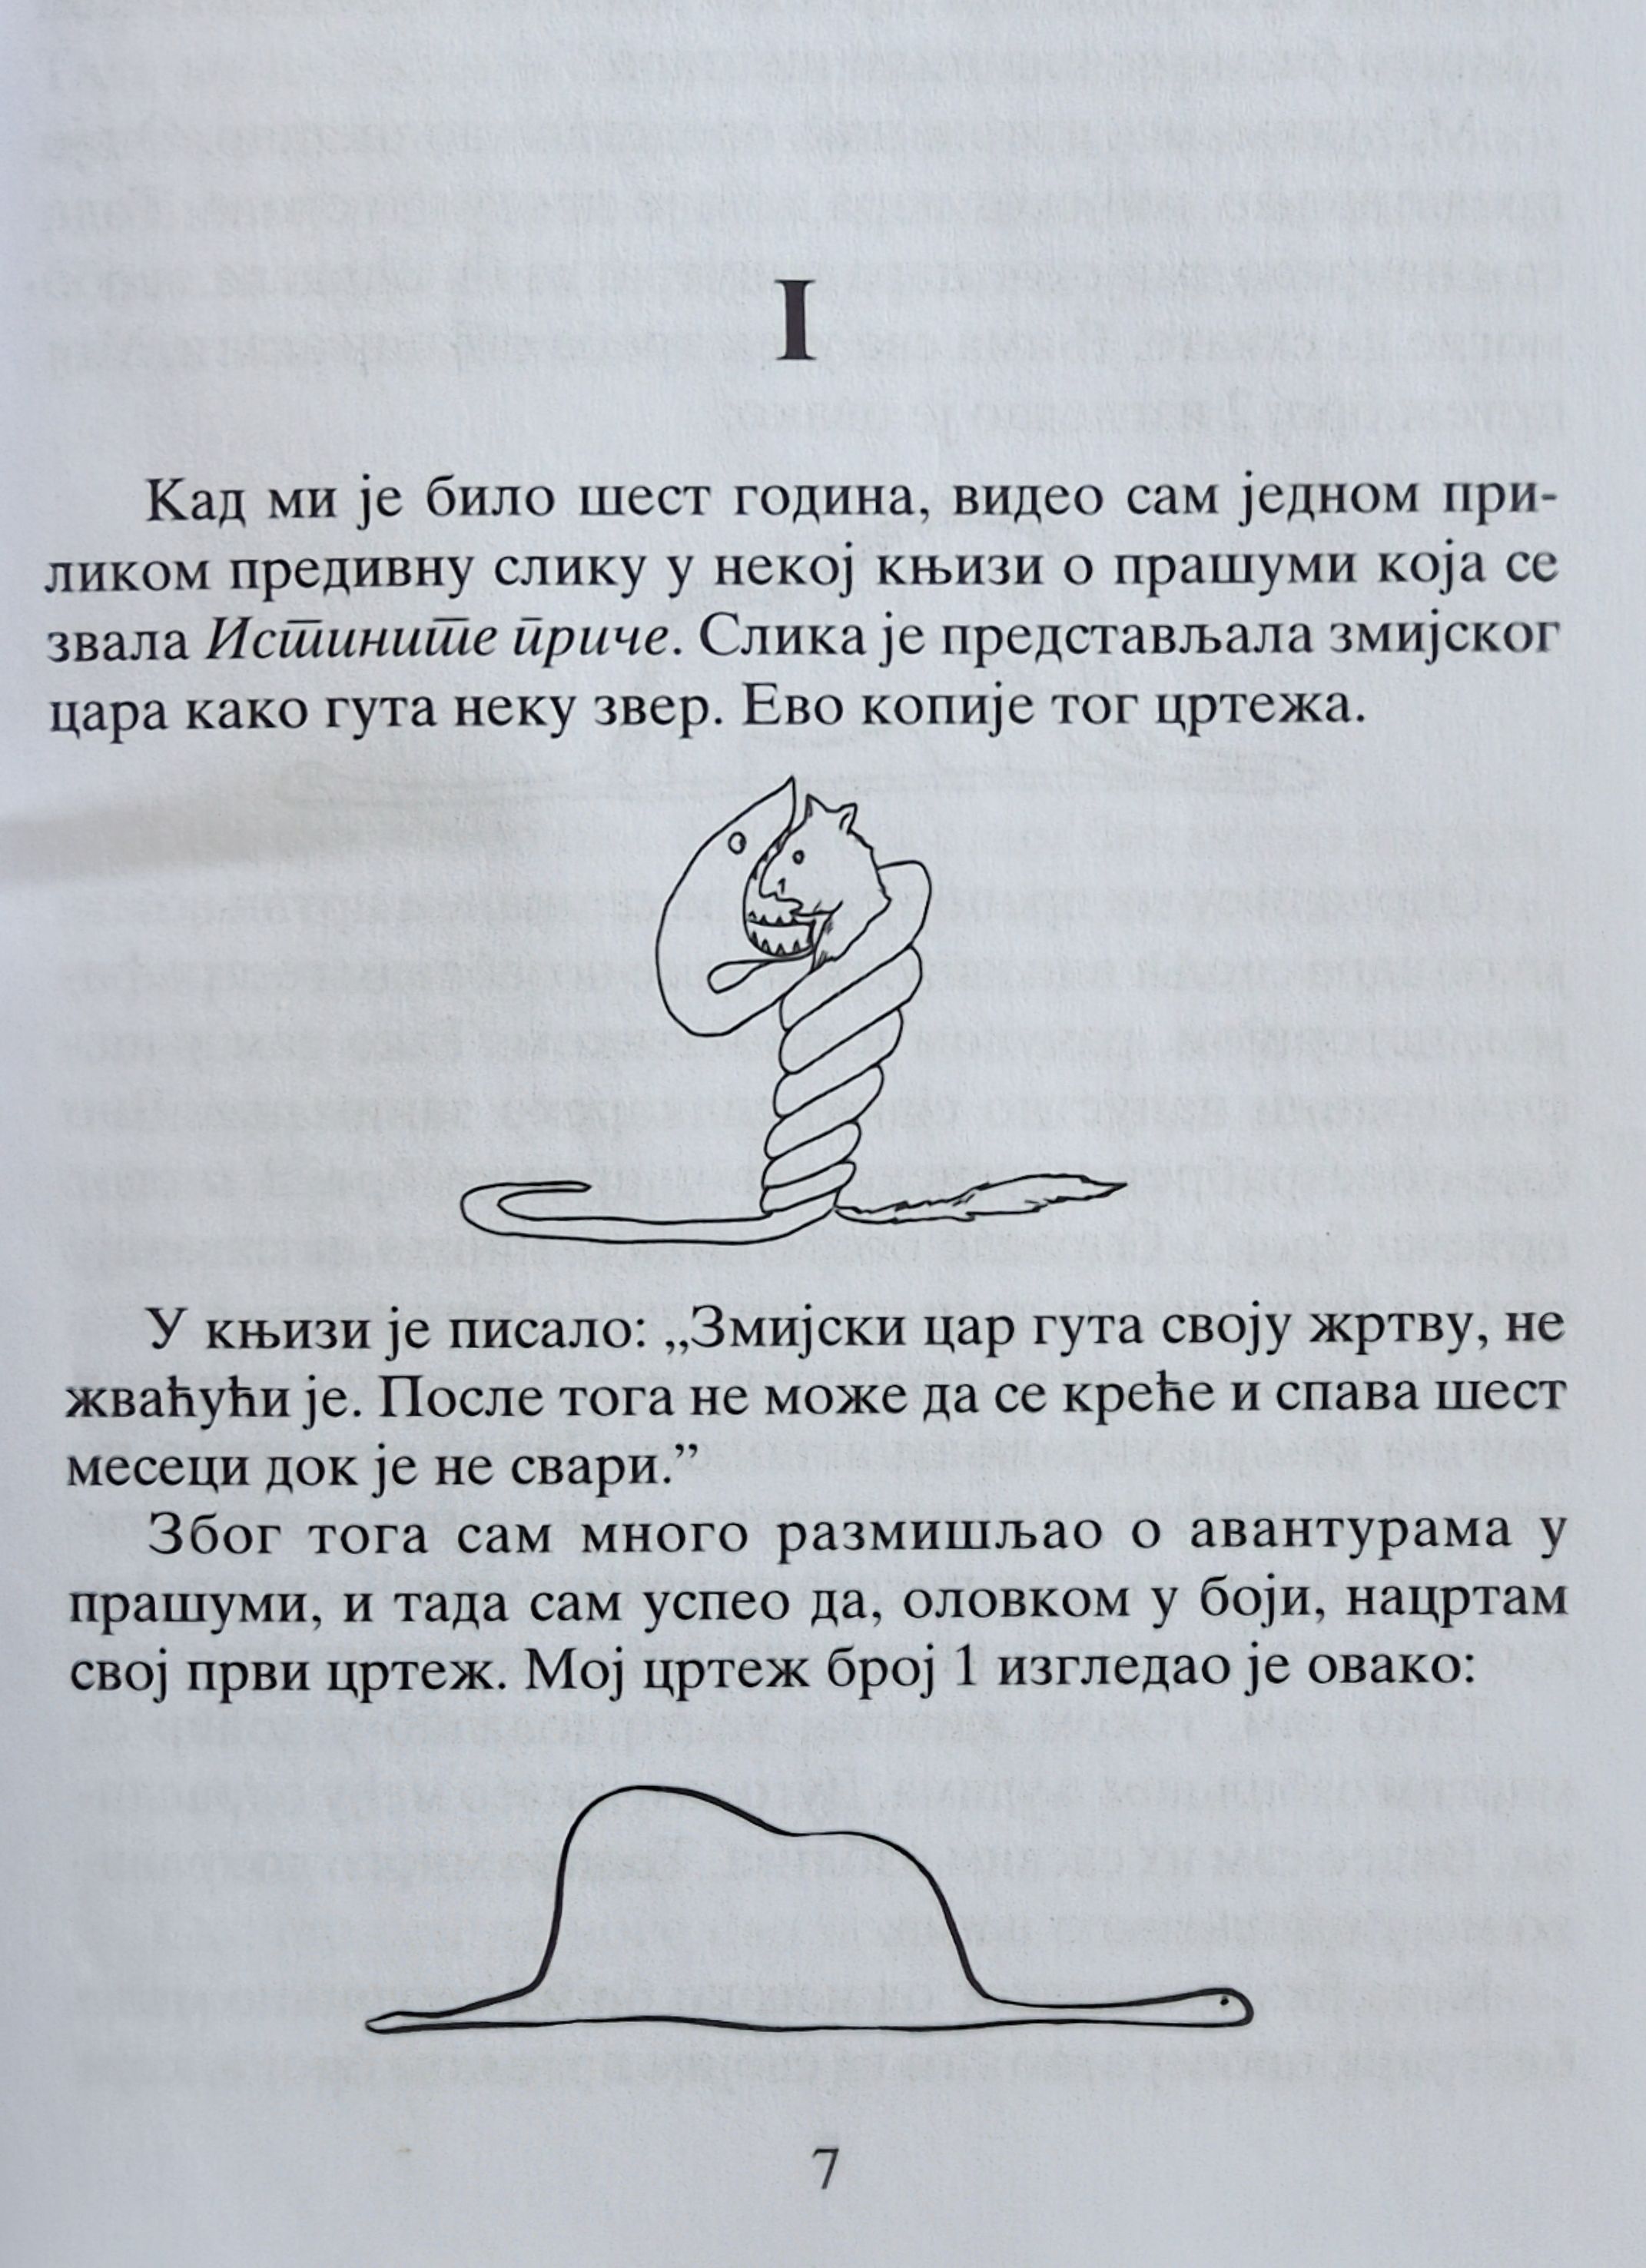 I
Кад ми је било шест година, видео сам једном при-
ликом предивну слику у некој књизи о прашуми која се
звала Истините приче. Слика је представљала змијског
цара како гута неку звер. Ево копије тог цртежа.
У књизи је писало: „Змијски цар гута своју жртву, не
жваћући је. После тога не може да се креће и спава шест
месеци док је не свари.”
Због тога сам много размишљао о авантурама у
прашуми, и тада сам успео да, оловком у боји, нацртам
свој први цртеж. Мој цртеж број 1 изгледао је овако:
7